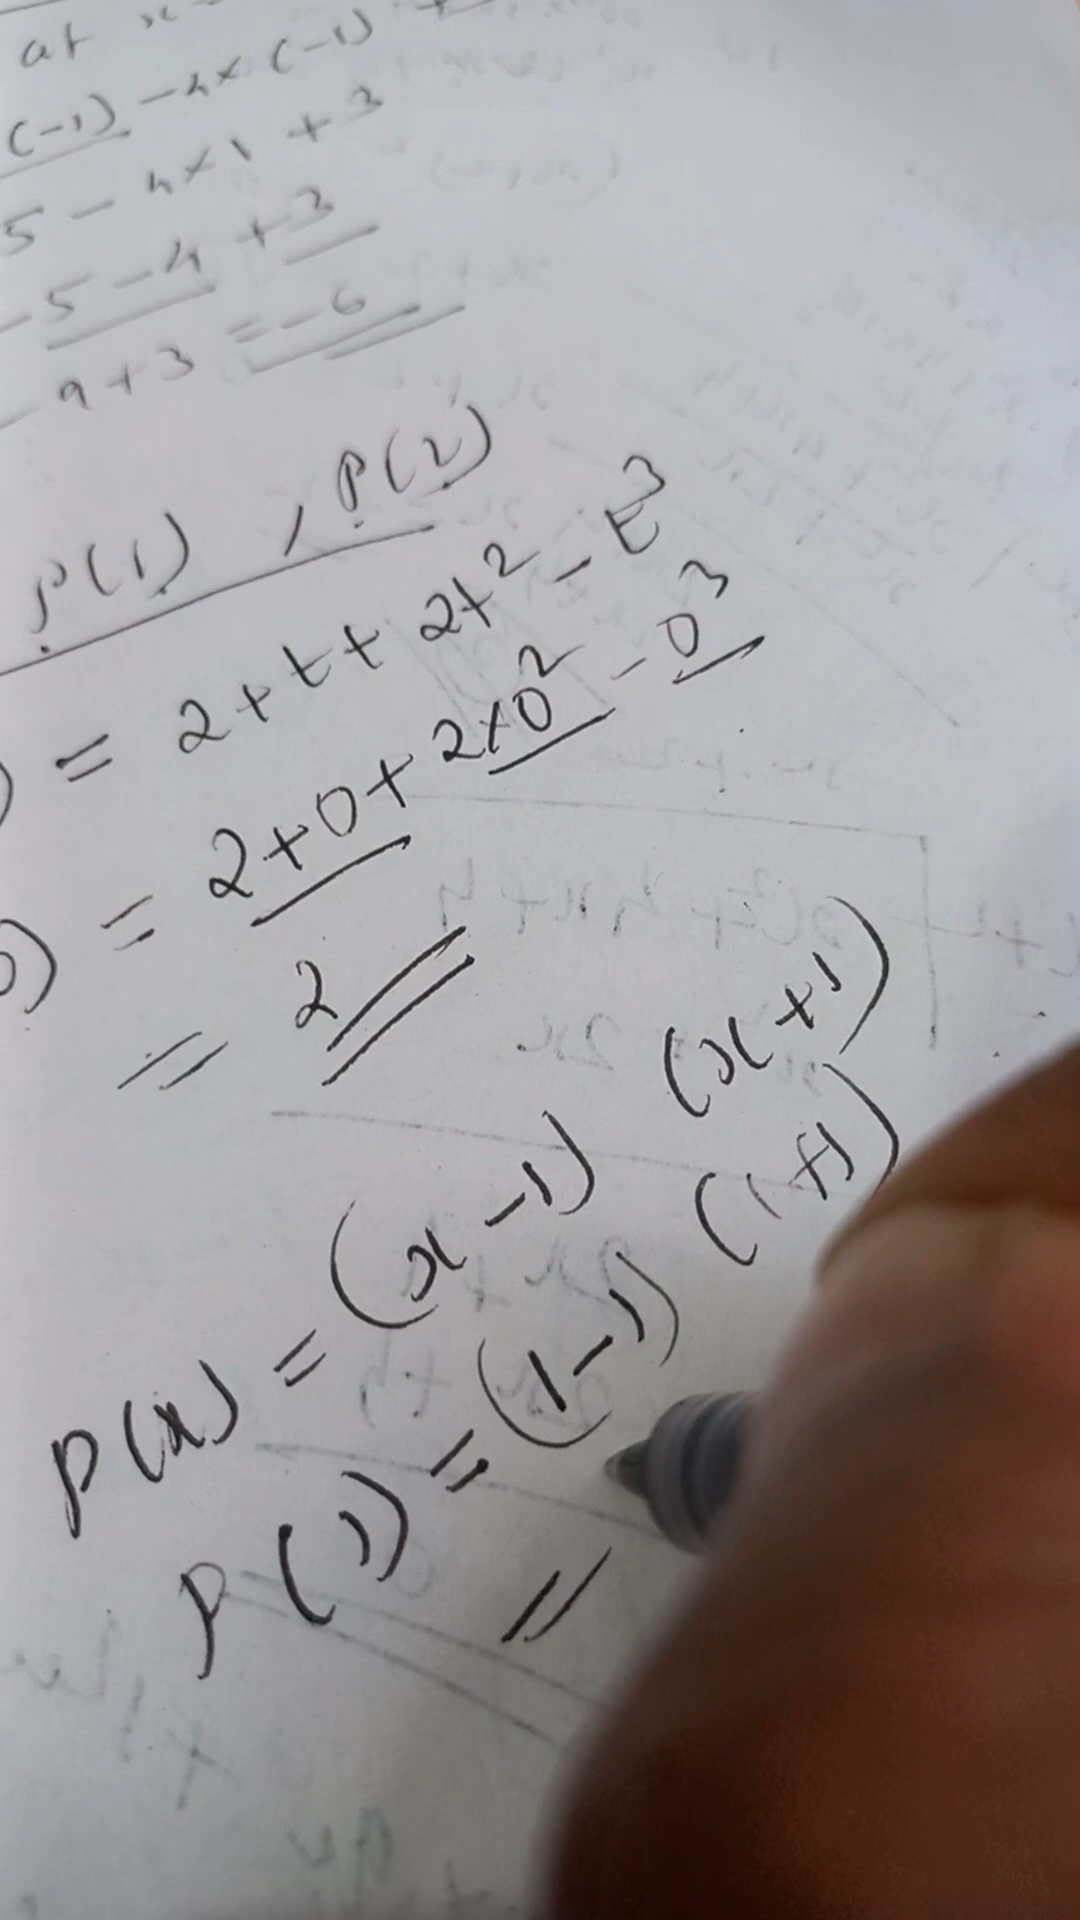 at x
(-1) - 4 × (-1)
5 - 4×1 + 3
- 5 - 4 + 3
- 9 + 3 = - 6
P(1) , P(2)
) = 2 + t + 2t² - t³
0) = 2 + 0 + 2×0² - 0³
= 2
P(x) = (x - 1) (x + 1)
P(1) = (1 - 1) (1 + 1)
=